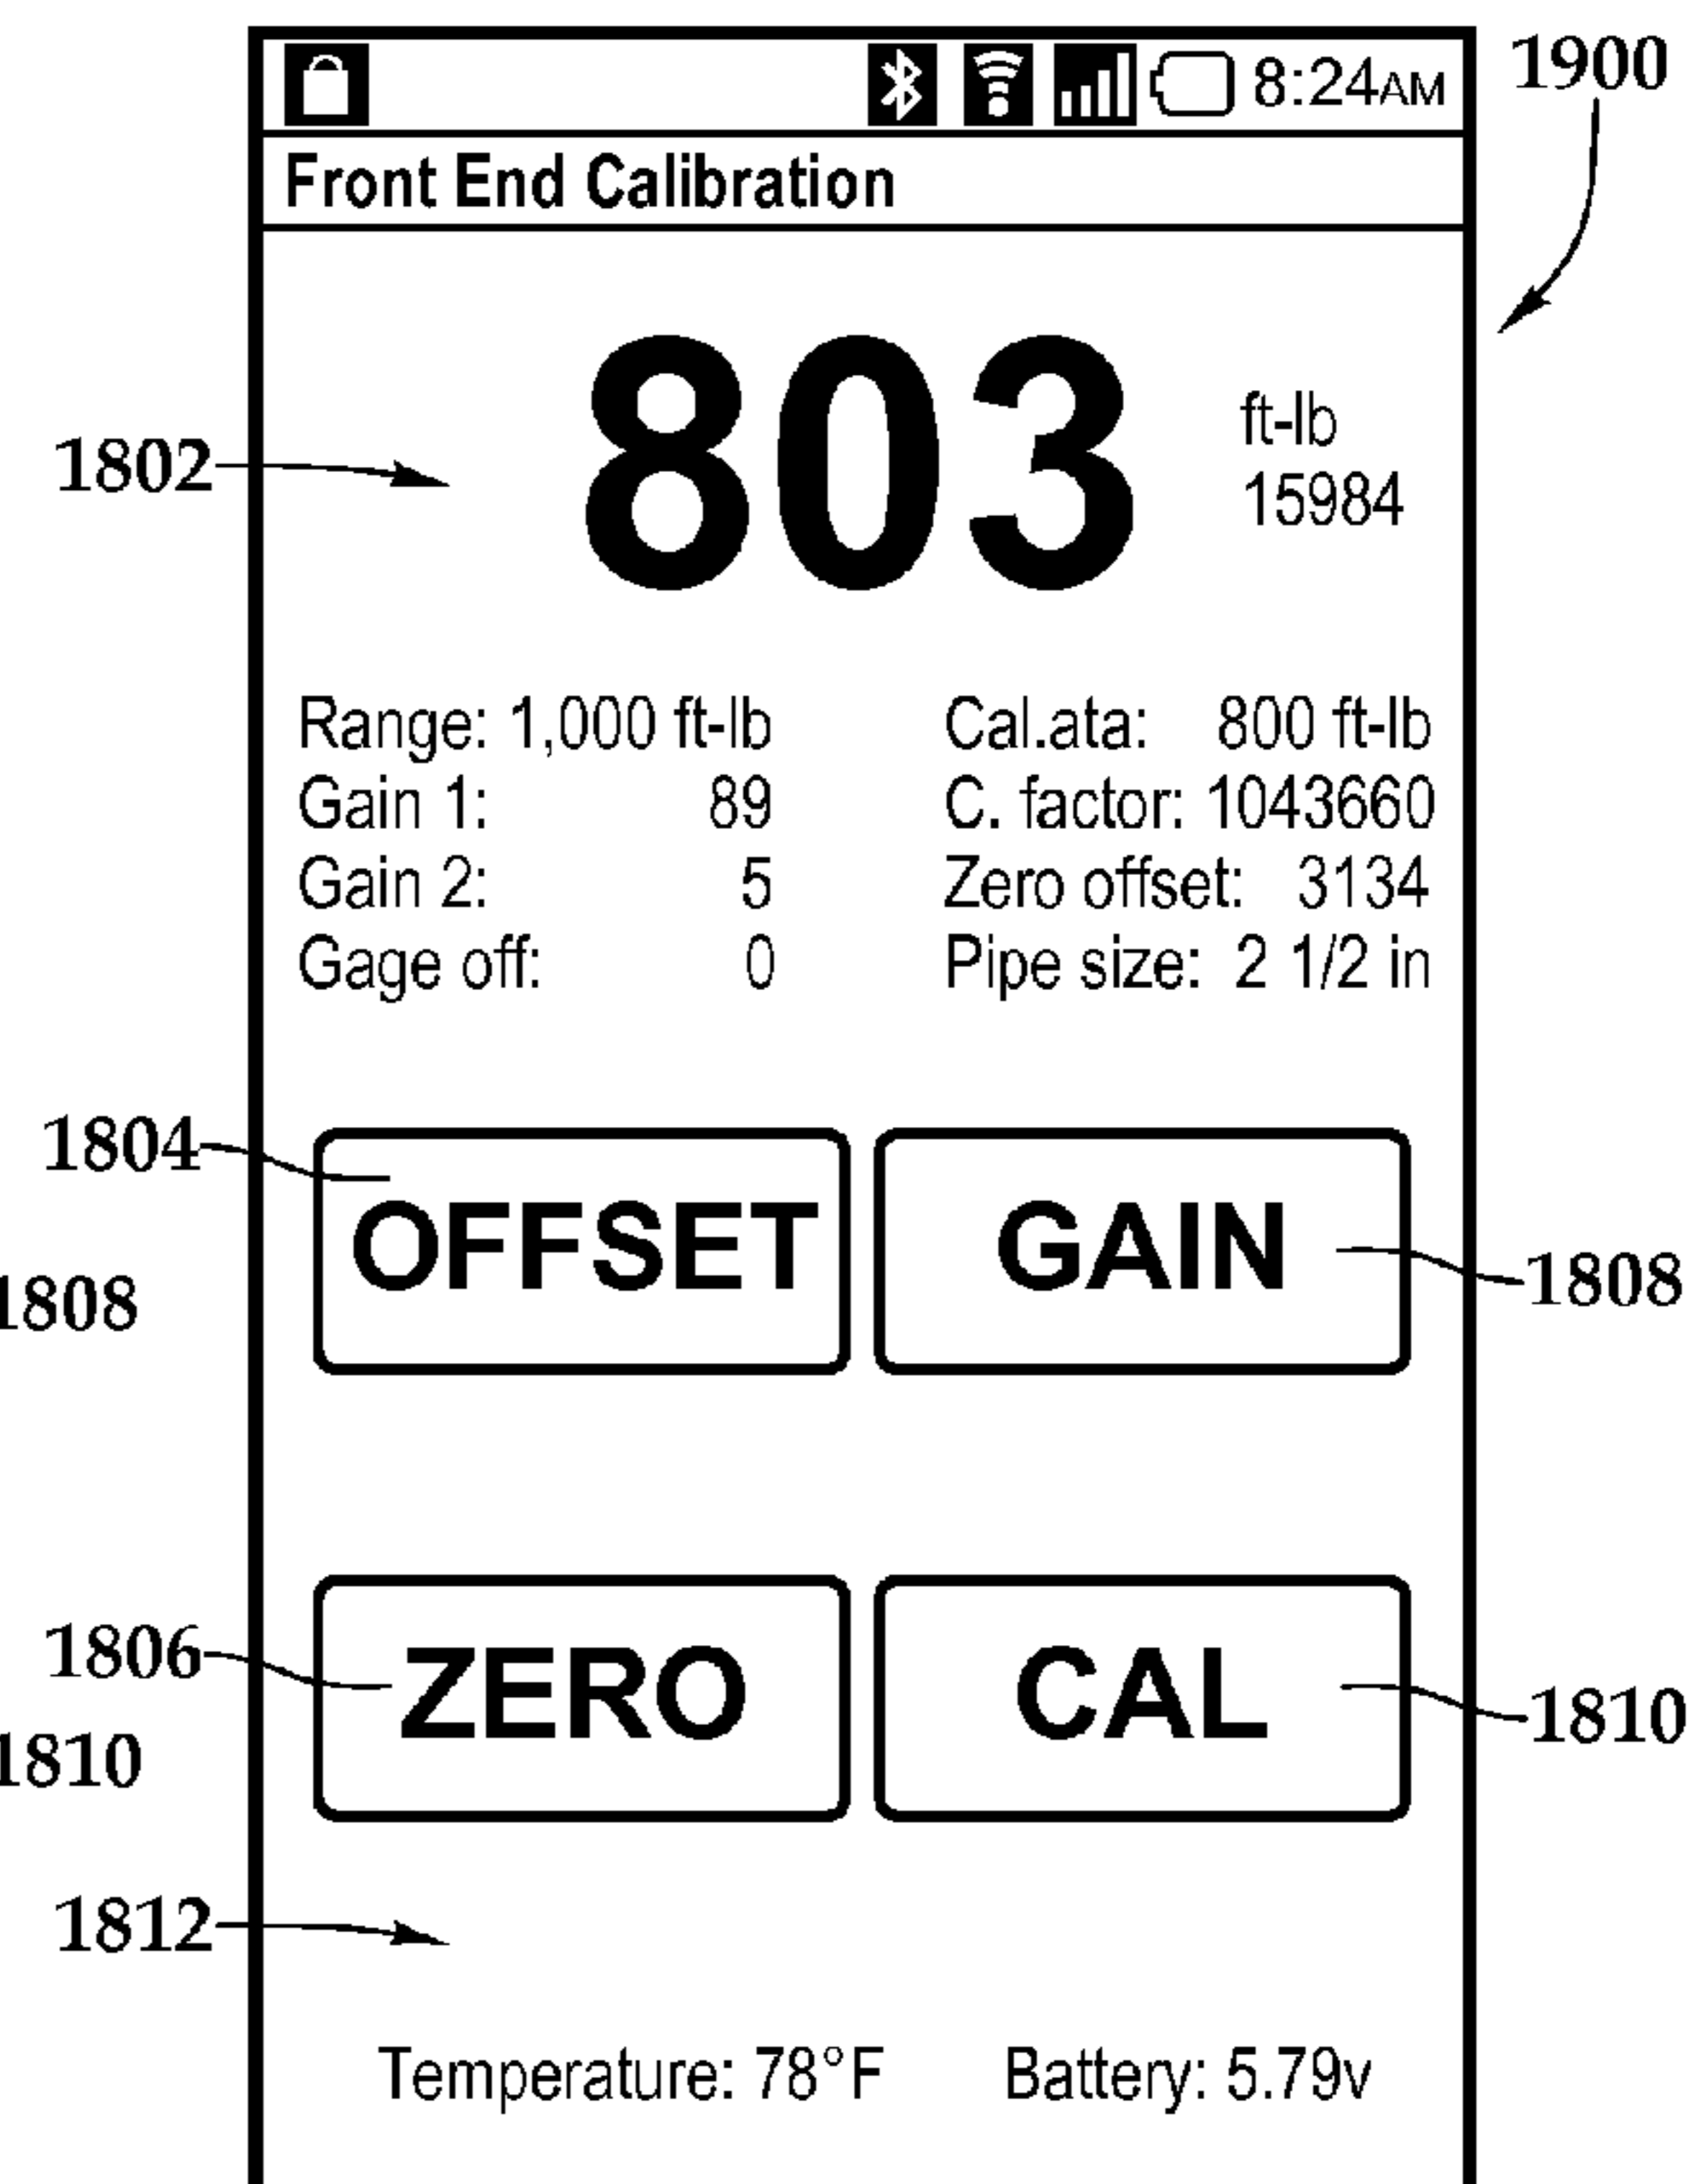 8:24AM
1900
Front End Calibration
1802
803
ft-lb
15984
Range: 1,000 ft-lb
Cal.ata: 800 ft-lb
Gain 1: 89
C. factor: 1043660
Gain 2: 5
Zero offset: 3134
Gage off: 0
Pipe size: 2 1/2 in
1804
OFFSET
GAIN
1808
1808
1806
ZERO
CAL
1810
1810
1812
Temperature: 78°F
Battery: 5.79v